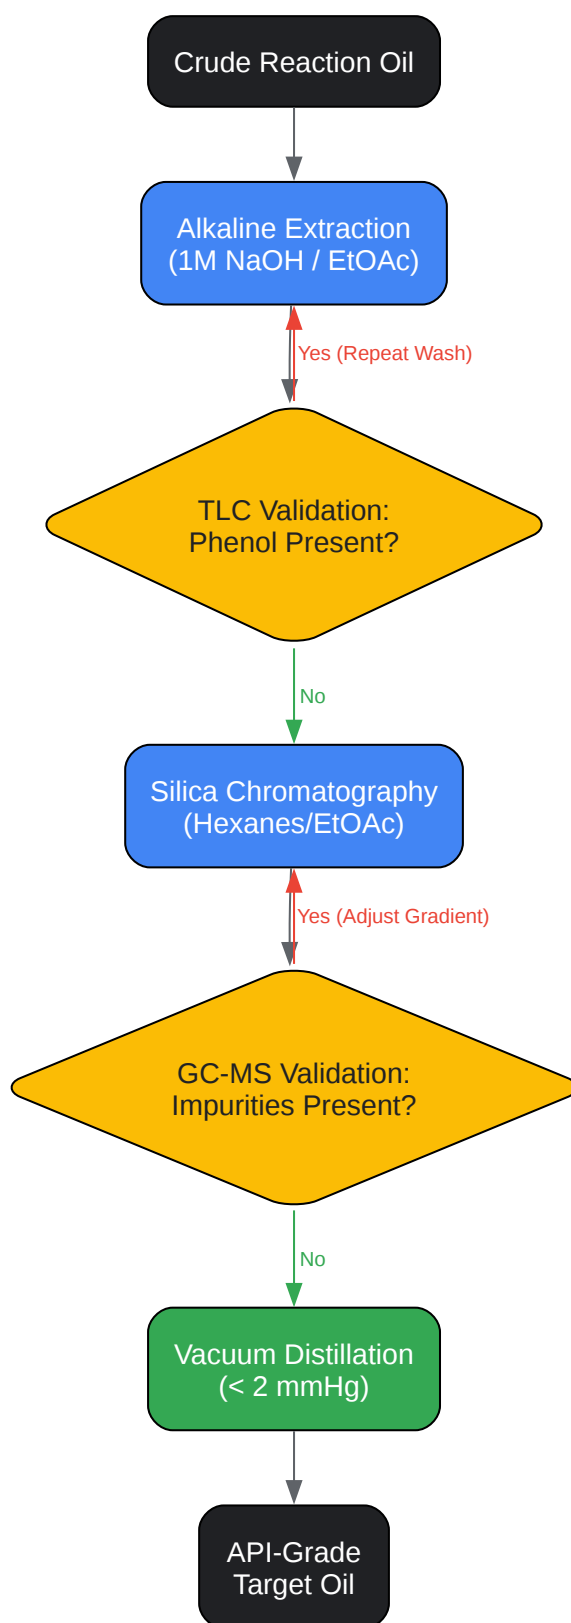 Crude Reaction Oil
Alkaline Extraction
(1M NaOH / EtOAc)
Yes (Repeat Wash)
TLC Validation:
Phenol Present?
No
Silica Chromatography
(Hexanes/EtOAc)
Yes (Adjust Gradient)
GC-MS Validation:
Impurities Present?
No
Vacuum Distillation
(< 2 mmHg)
API-Grade
Target Oil